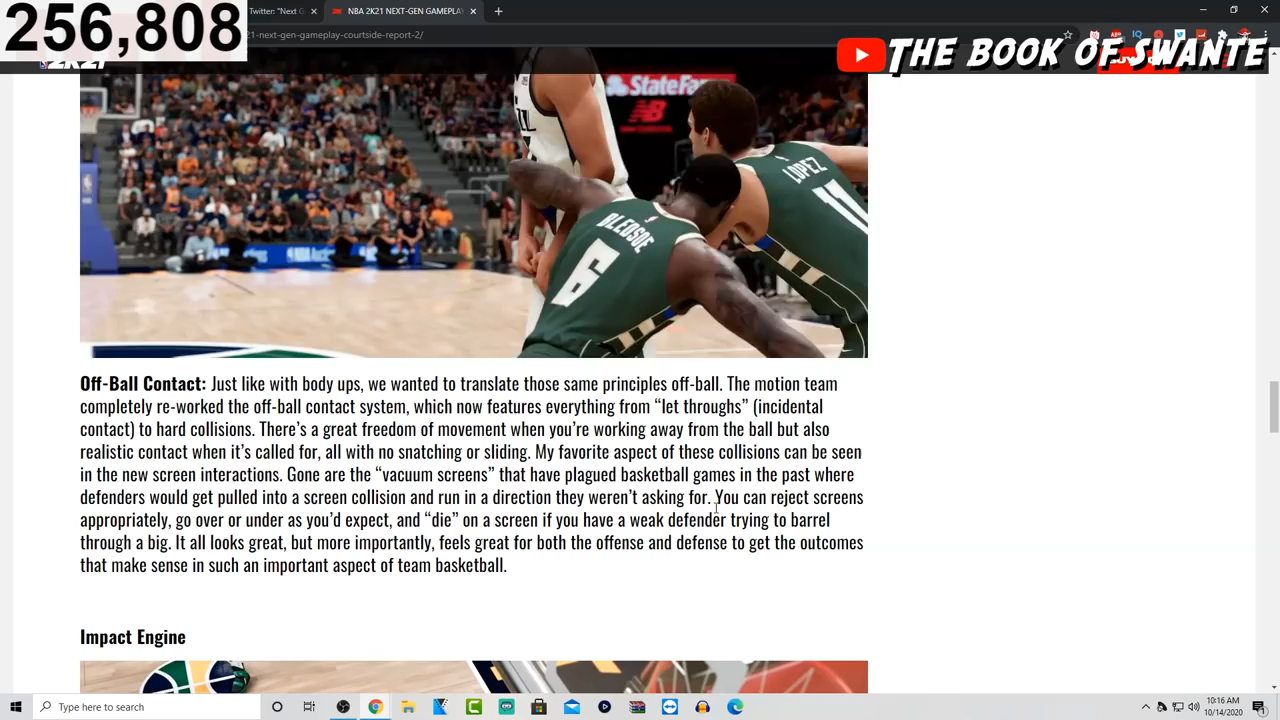 256,808
Twitter: "Next G
NBA 2K21 NEXT-GEN GAMEPLA
21-next-gen-gameplay-courtside-report-2/
THE BOOK OF SWANTE
StateFa
LOPEZ
11
BLEDSOE
6
Off-Ball Contact: Just like with body ups, we wanted to translate those same principles off-ball. The motion team
completely re-worked the off-ball contact system, which now features everything from “let throughs” (incidental
contact) to hard collisions. There’s a great freedom of movement when you’re working away from the ball but also
realistic contact when it’s called for, all with no snatching or sliding. My favorite aspect of these collisions can be seen
in the new screen interactions. Gone are the “vacuum screens” that have plagued basketball games in the past where
defenders would get pulled into a screen collision and run in a direction they weren’t asking for. You can reject screens
appropriately, go over or under as you’d expect, and “die” on a screen if you have a weak defender trying to barrel
through a big. It all looks great, but more importantly, feels great for both the offense and defense to get the outcomes
that make sense in such an important aspect of team basketball.
Impact Engine
Type here to search
10:16 AM
10/14/2020